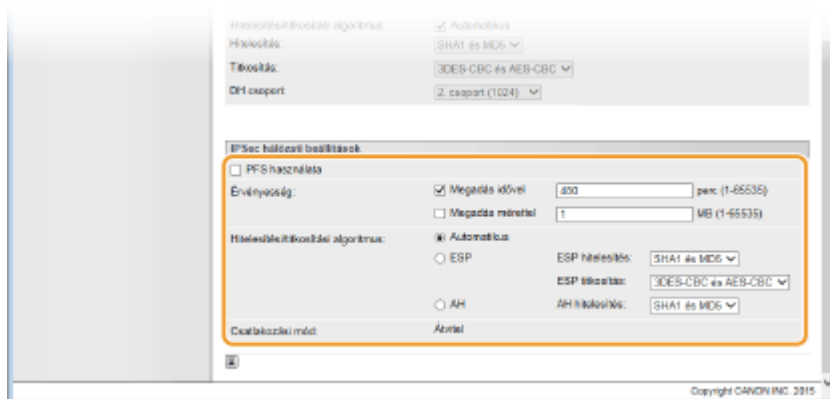 Hitelesítési/titkosítási algoritmus: Automatikus
Hitelesítés: SHA1 és MD5
Titkosítás: 3DES-CBC és AES-CBC
DH csoport 2. csoport (1024)
IPSec hálózati beállítások
PFS használata
Érvényesség: Megadás idővel 480 perc (1-65535)
Megadás mérettel 1 MB (1-65535)
Hitelesítési/titkosítási algoritmus: Automatikus
ESP ESP hitelesítés: SHA1 és MD5
ESP titkosítás: 3DES-CBC és AES-CBC
AH AH hitelesítés: SHA1 és MD5
Csatlakozási mód: Átvitel
Copyright CANON INC. 2015